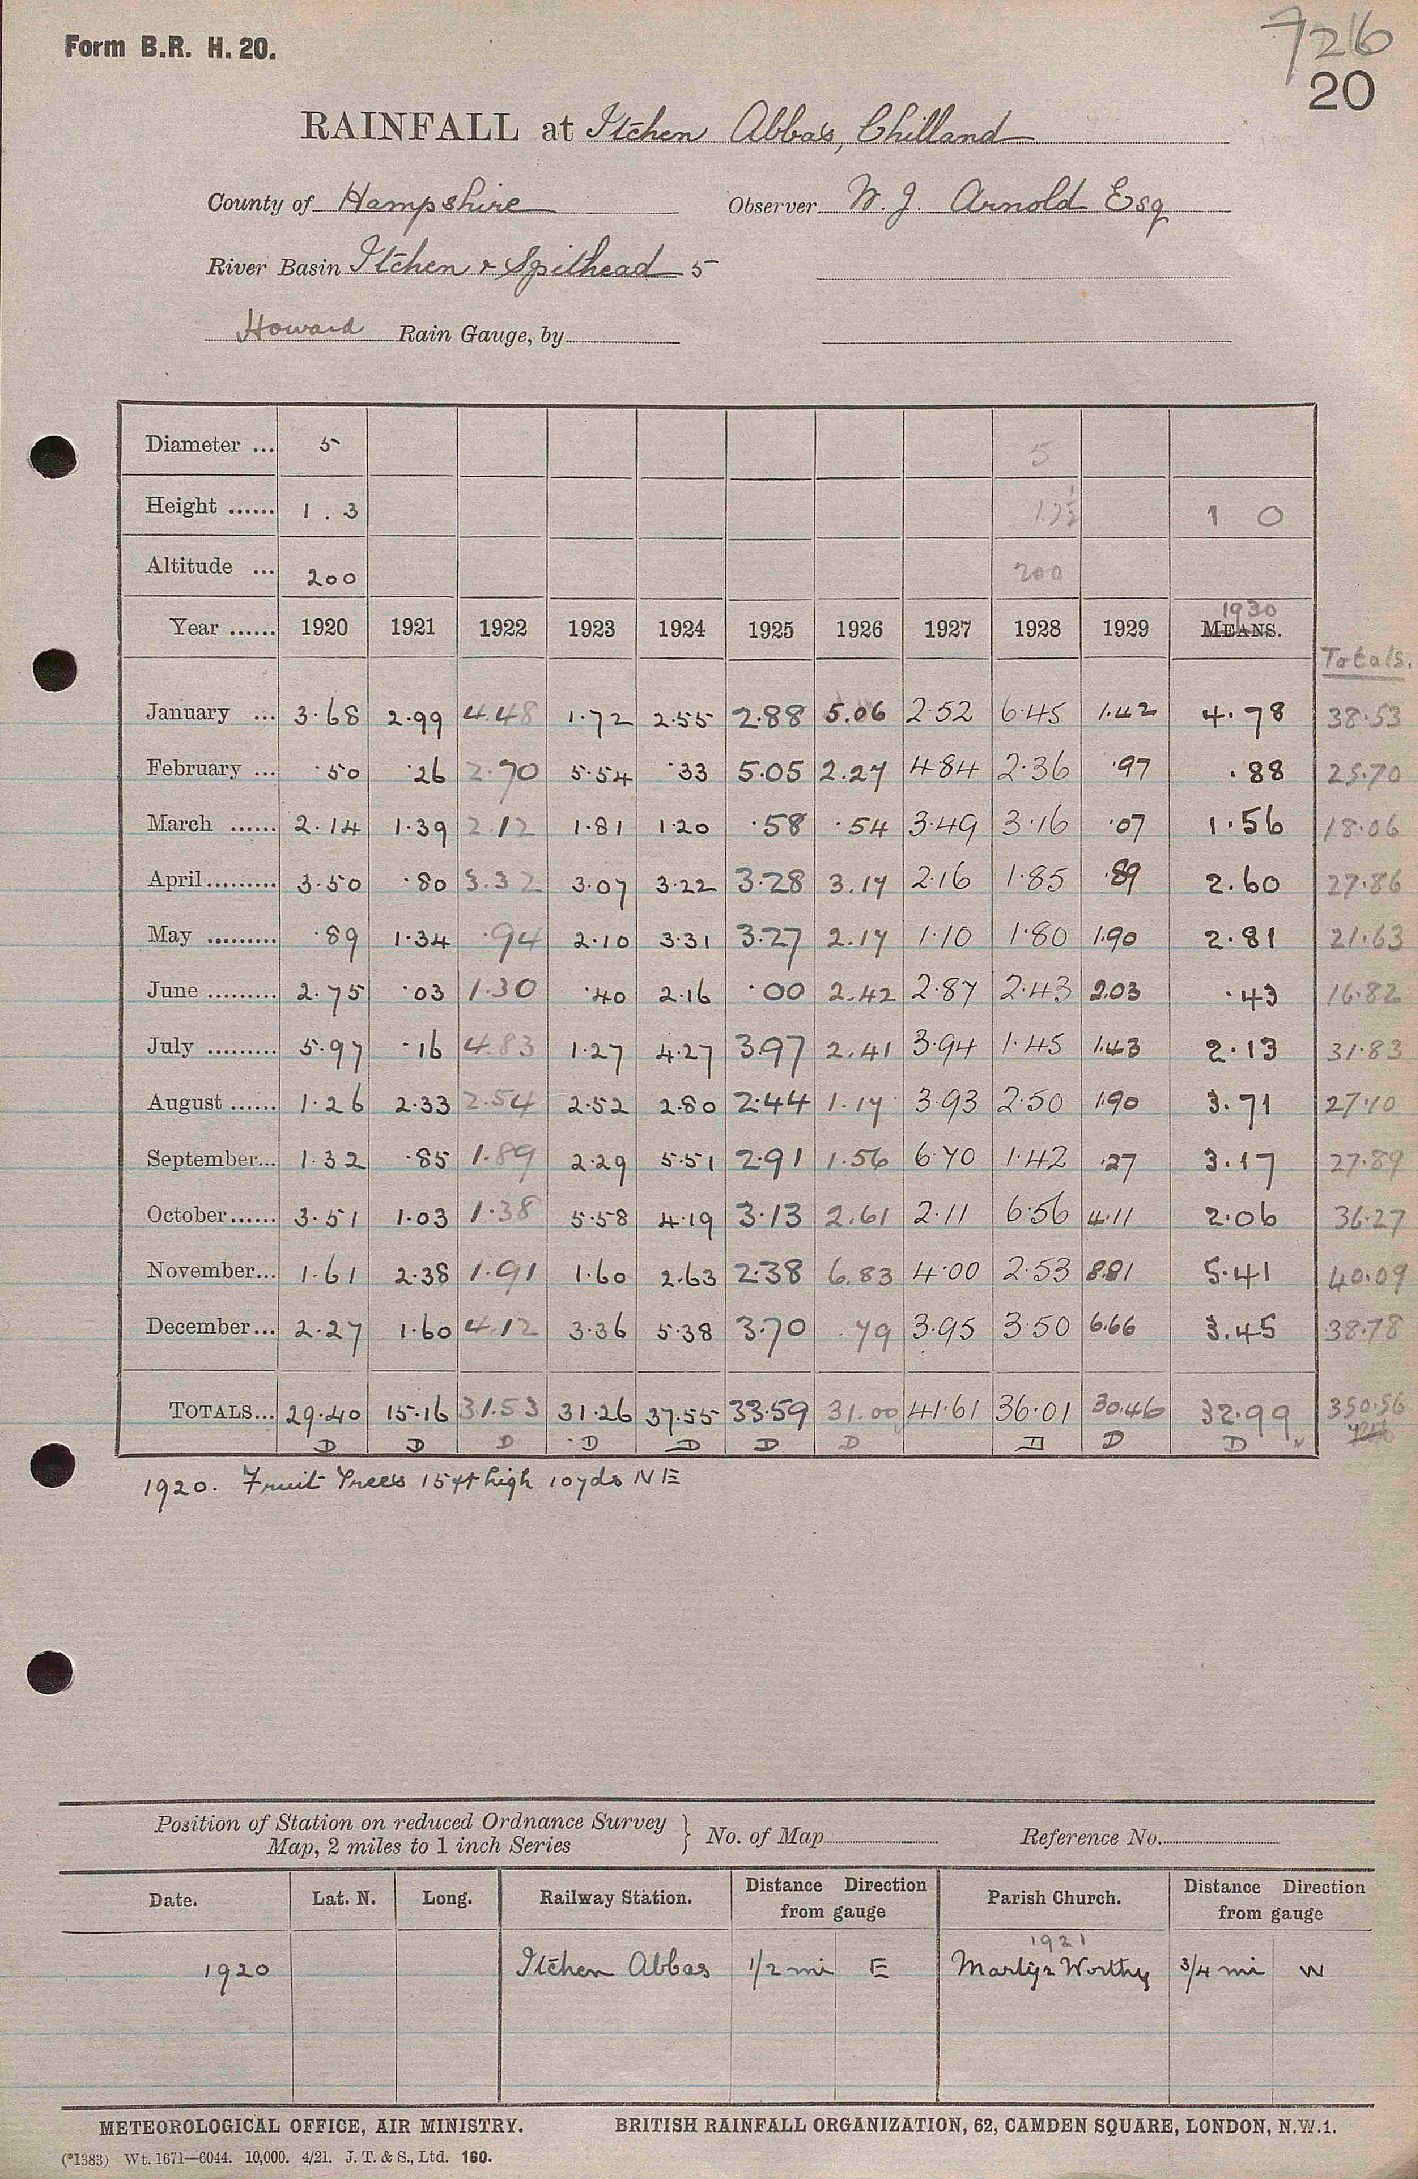 Form B.R. H. 20.
726
20
RAINFALL at Itchen Abbas, Chilland
County of Hampshire Observer W. J. Arnold Esq
River Basin Itchen & Spithead 5
Howard Rain Gauge, by
Diameter ... 5 5
Height ...... 1 . 3 1 0
Altitude ... 200 200
1930
Year ...... 1920 1921 1922 1923 1924 1925 1926 1927 1928 1929 MEANS.
Totals.
January ... 3.68 2.99 4.48 1.72 2.55 2.88 5.06 2.52 6.45 1.42 4.78 38.53
February ... .50 .26 2.70 5.54 .33 5.05 2.27 4.84 2.36 .97 .88 25.70
March ...... 2.14 1.39 2.12 1.81 1.20 .58 .54 3.49 3.16 .07 1.56 18.06
April ......... 3.50 .80 3.32 3.07 3.22 3.28 3.17 2.16 1.85 .89 2.60 27.86
May ......... .89 1.34 .94 2.10 3.31 3.27 2.17 1.10 1.80 1.90 2.81 21.63
June ......... 2.75 .03 1.30 .40 2.16 .00 2.42 2.87 2.43 2.03 .43 16.82
July ......... 5.97 .16 4.83 1.27 4.27 3.97 2.41 3.94 1.45 1.43 2.13 31.83
August ...... 1.26 2.33 2.54 2.52 2.80 2.44 1.17 3.93 2.50 1.90 3.71 27.10
September... 1.32 .85 1.89 2.29 5.51 2.91 1.56 6.70 1.42 .27 3.17 27.89
October...... 3.51 1.03 1.38 5.58 4.19 3.13 2.61 2.11 6.56 4.11 2.06 36.27
November... 1.61 2.38 1.91 1.60 2.63 2.38 6.83 4.00 2.53 8.81 5.41 40.09
December... 2.27 1.60 4.12 3.36 5.38 3.70 .79 3.95 3.50 6.66 3.45 38.78
TOTALS... 29.40 15.16 31.53 31.26 37.55 33.59 31.00 41.61 36.01 30.46 32.99 350.56
D D D D D D D D D D
1920. Fruit Trees 15 ft high 10 yds N E
Position of Station on reduced Ordnance Survey
Map, 2 miles to 1 inch Series } No. of Map Reference No.
Date. Lat. N. Long. Railway Station. Distance Direction from gauge Parish Church. Distance Direction from gauge
1921
1920 Itchen Abbas 1/2 mi E Martyr Worthy 3/4 mi W
METEOROLOGICAL OFFICE, AIR MINISTRY. BRITISH RAINFALL ORGANIZATION, 62, CAMDEN SQUARE, LONDON, N.W.1.
(*1383) Wt. 1671—6044. 10,000. 4/21. J. T. & S., Ltd. 160.